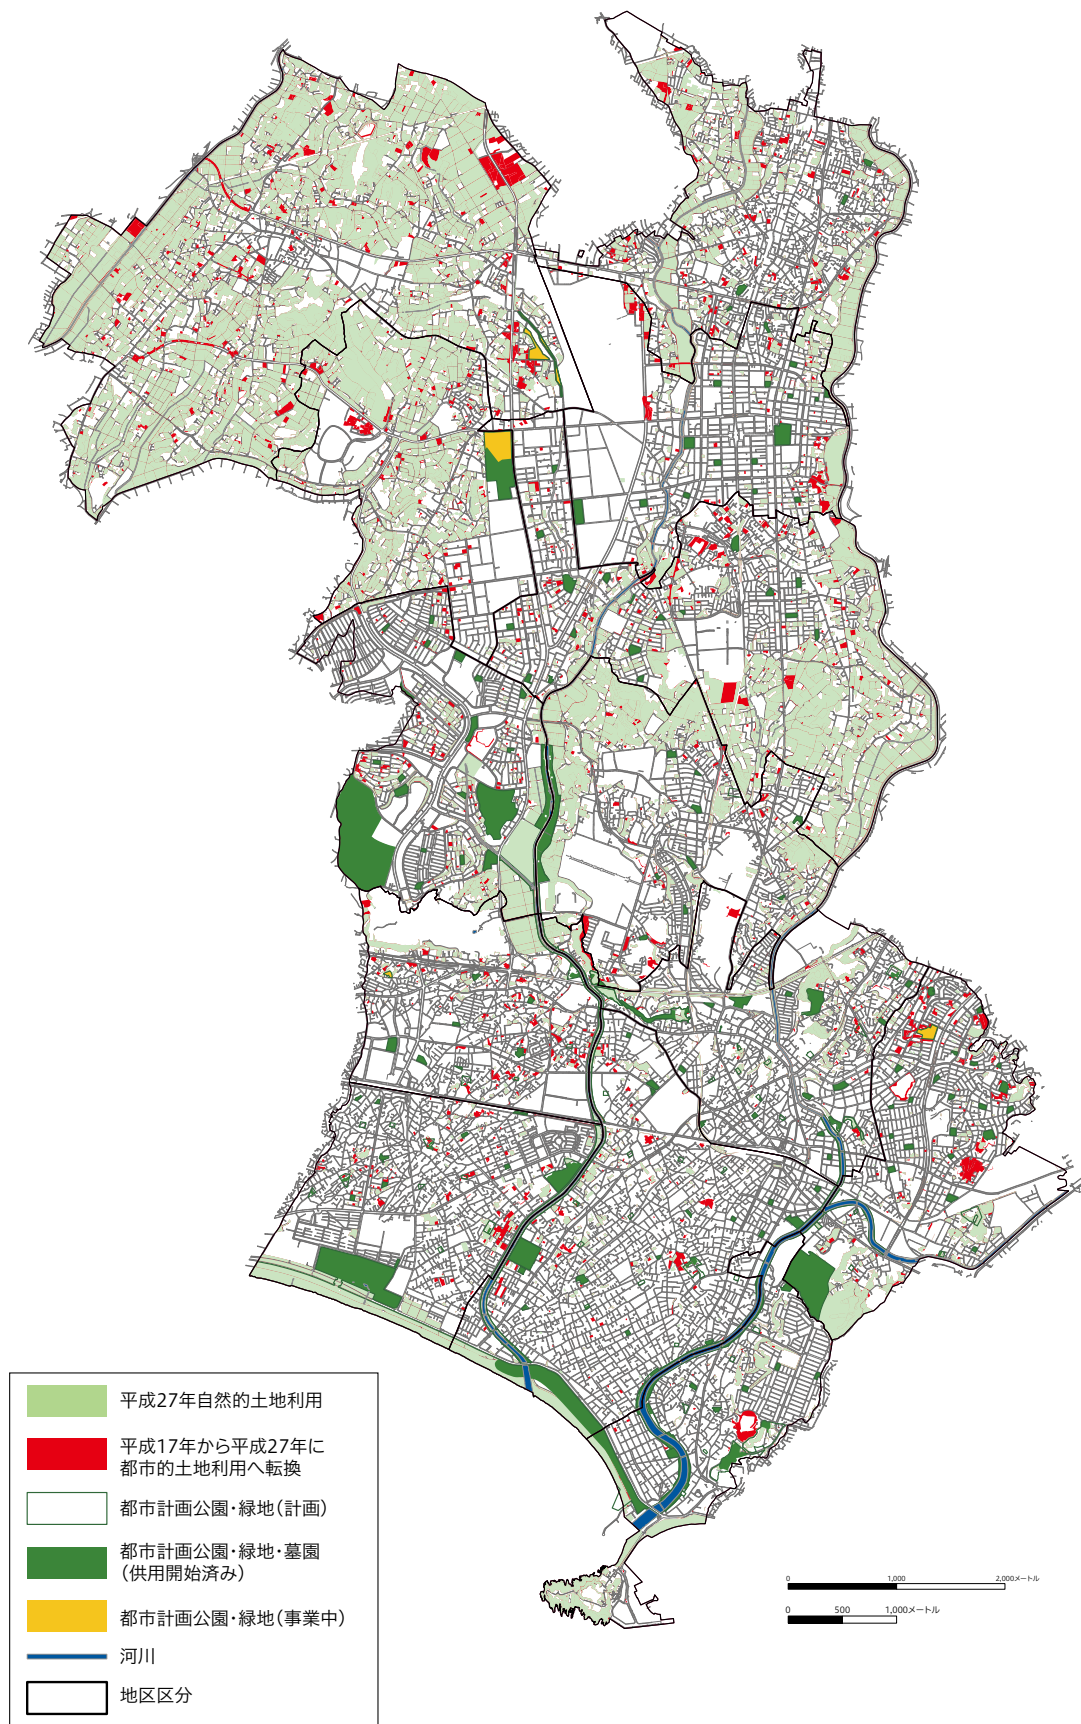 平成27年自然的土地利用
平成17年から平成27年に
都市的土地利用へ転換
都市計画公園・緑地(計画)
都市計画公園・緑地・墓園
(供用開始済み)
都市計画公園・緑地(事業中)
河川
地区区分
0 1,000 2,000メートル
0 500 1,000メートル